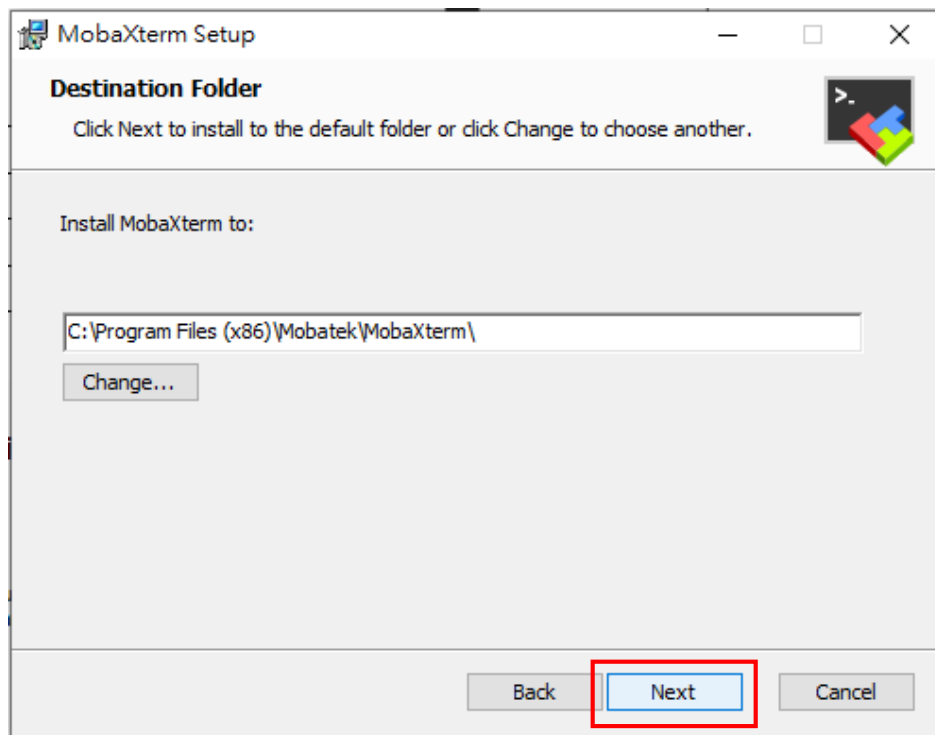 MobaXterm Setup
Destination Folder
Click Next to install to the default folder or click Change to choose another.
>.
Install MobaXterm to:
C:\Program Files (x86)\Mobatek\MobaXterm\
Change...
Back Next Cancel